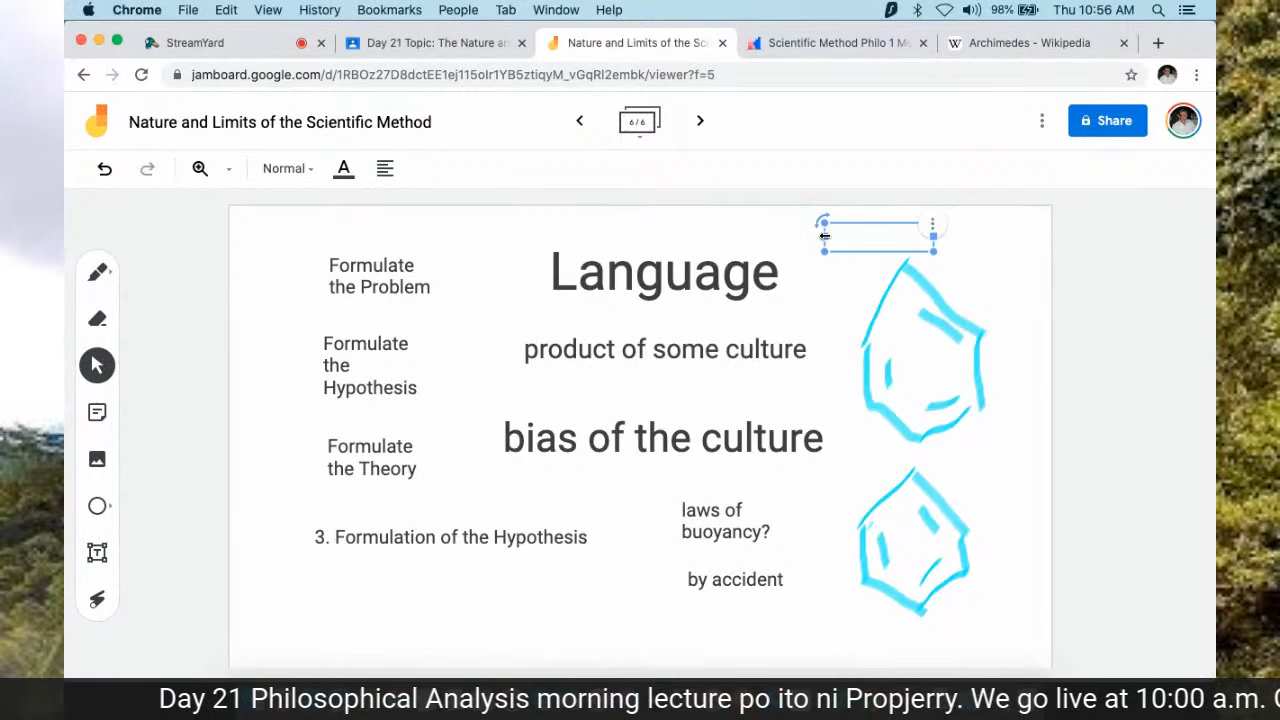 Chrome File Edit View History Bookmarks People Tab Window Help 98% Thu 10:56 AM
StreamYard
Day 21 Topic: The Nature an
Nature and Limits of the Sc
Scientific Method Philo 1 M
W Archimedes - Wikipedia
jamboard.google.com/d/1RBOz27D8dctEE1ej115oIr1YB5ztiqyM_vGqRl2embk/viewer?f=5
Nature and Limits of the Scientific Method
6 / 6
Share
Normal
A
Formulate
the Problem
Language
Formulate
the
Hypothesis
product of some culture
bias of the culture
Formulate
the Theory
3. Formulation of the Hypothesis
laws of
buoyancy?
by accident
Day 21 Philosophical Analysis morning lecture po ito ni Propjerry. We go live at 10:00 a.m.